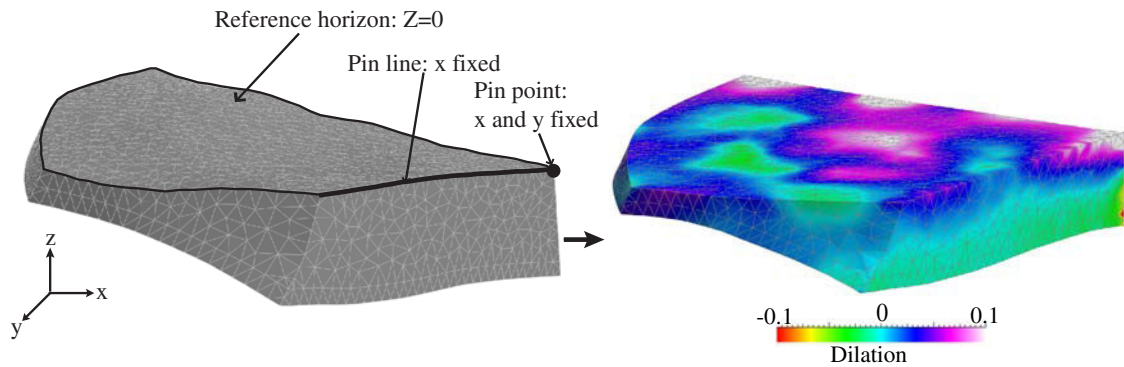 Reference horizon: Z=0
Pin line: x fixed
Pin point:
x and y fixed
z
x
y
-0.1
0
0.1
Dilation